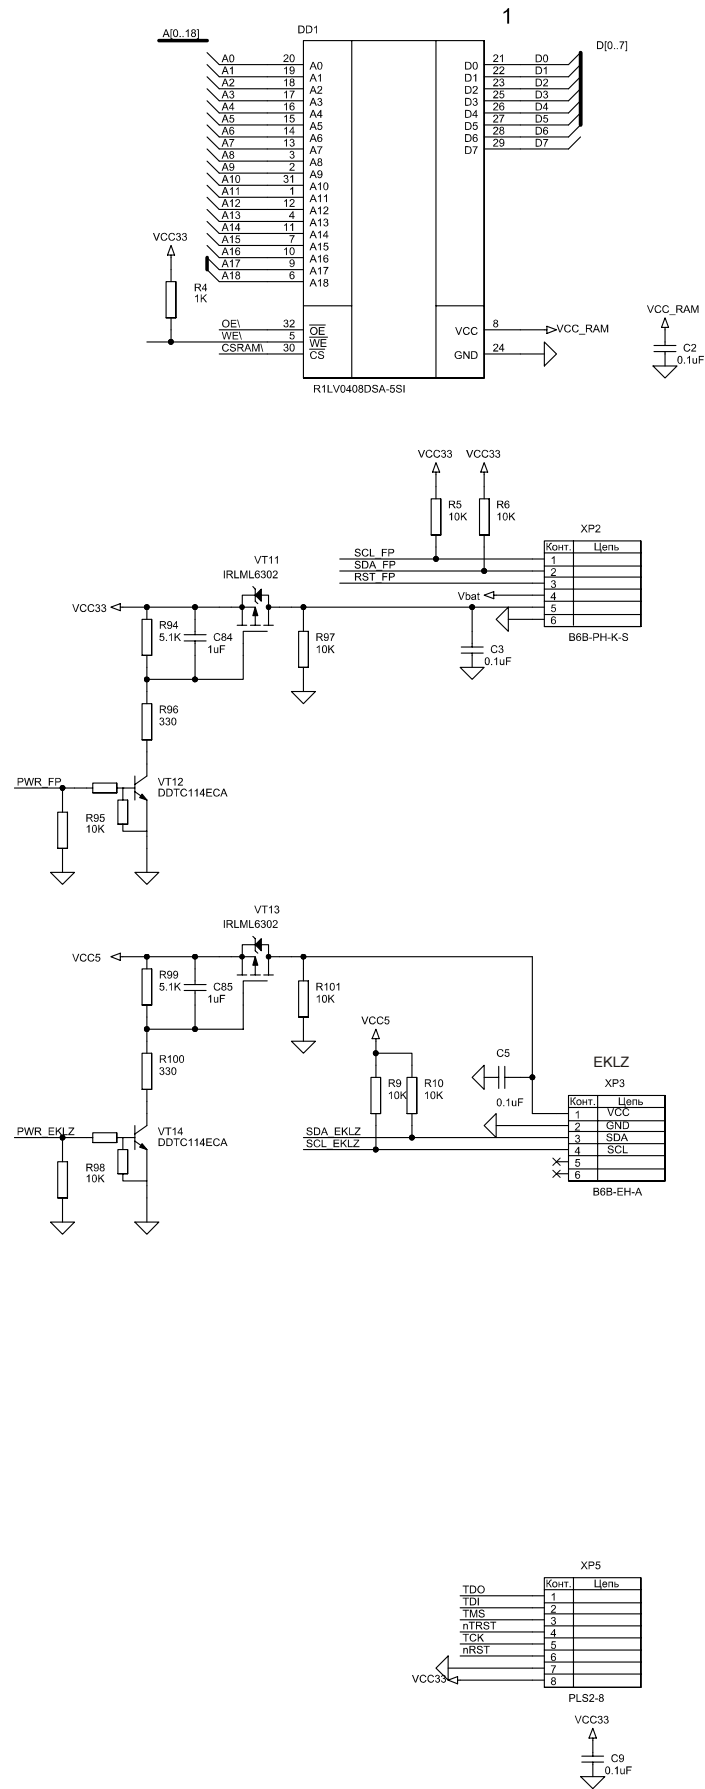 1
A[0..18]
DD1
D[0..7]
A0 20 A0 D0 21 D0
A1 19 A1 D1 22 D1
A2 18 A2 D2 23 D2
A3 17 A3 D3 25 D3
A4 16 A4 D4 26 D4
A5 15 A5 D5 27 D5
A6 14 A6 D6 28 D6
A7 13 A7 D7 29 D7
A8 3 A8
A9 2 A9
A10 31 A10
A11 1 A11
A12 12 A12
A13 4 A13
A14 11 A14
A15 7 A15
A16 10 A16
A17 9 A17
A18 6 A18
VCC33
R4
1K
OE\ 32 OE
WE\ 5 WE
CSRAM\ 30 CS
VCC 8 VCC_RAM
GND 24
R1LV0408DSA-5SI
VCC_RAM
C2
0.1uF
VCC33 VCC33
R5
10K
R6
10K
XP2
Конт. Цепь
SCL_FP 1
SDA_FP 2
RST_FP 3
Vbat 4
5
6
B6B-PH-K-S
VT11
IRLML6302
VCC33
R94
5.1K
C84
1uF
R97
10K
C3
0.1uF
R96
330
PWR_FP
VT12
DDTC114ECA
R95
10K
VT13
IRLML6302
VCC5
R99
5.1K
C85
1uF
R101
10K
VCC5
R100
330
C5
0.1uF
R9
10K
R10
10K
EKLZ
XP3
Конт. Цепь
1 VCC
2 GND
SDA_EKLZ 3 SDA
SCL_EKLZ 4 SCL
5
6
B6B-EH-A
PWR_EKLZ
VT14
DDTC114ECA
R98
10K
XP5
Конт. Цепь
TDO 1
TDI 2
TMS 3
nTRST 4
TCK 5
nRST 6
7
VCC33 8
PLS2-8
VCC33
C9
0.1uF